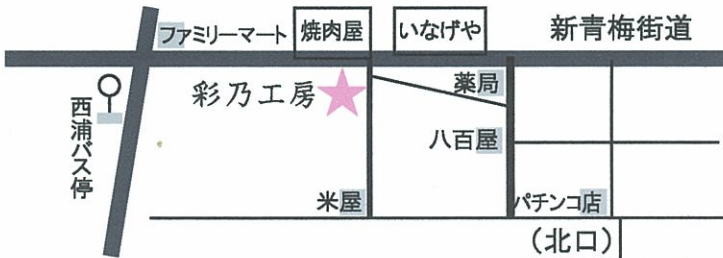 ファミリーマート
焼肉屋
いなげや
新青梅街道
西浦バス停
彩乃工房
薬局
八百屋
米屋
パチンコ店
(北口)